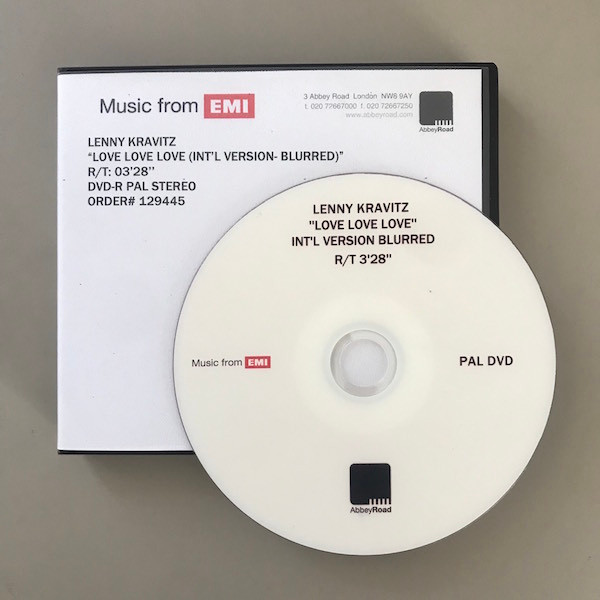 Music from EMI
3 Abbey Road London NW8 9AY
t. 020 72667000 f. 020 72667250
www.abbeyroad.com
AbbeyRoad
LENNY KRAVITZ
“LOVE LOVE LOVE (INT'L VERSION- BLURRED)”
R/T: 03'28''
DVD-R PAL STEREO
ORDER# 129445
LENNY KRAVITZ
"LOVE LOVE LOVE"
INT'L VERSION BLURRED
R/T 3'28"
Music from EMI
PAL DVD
AbbeyRoad